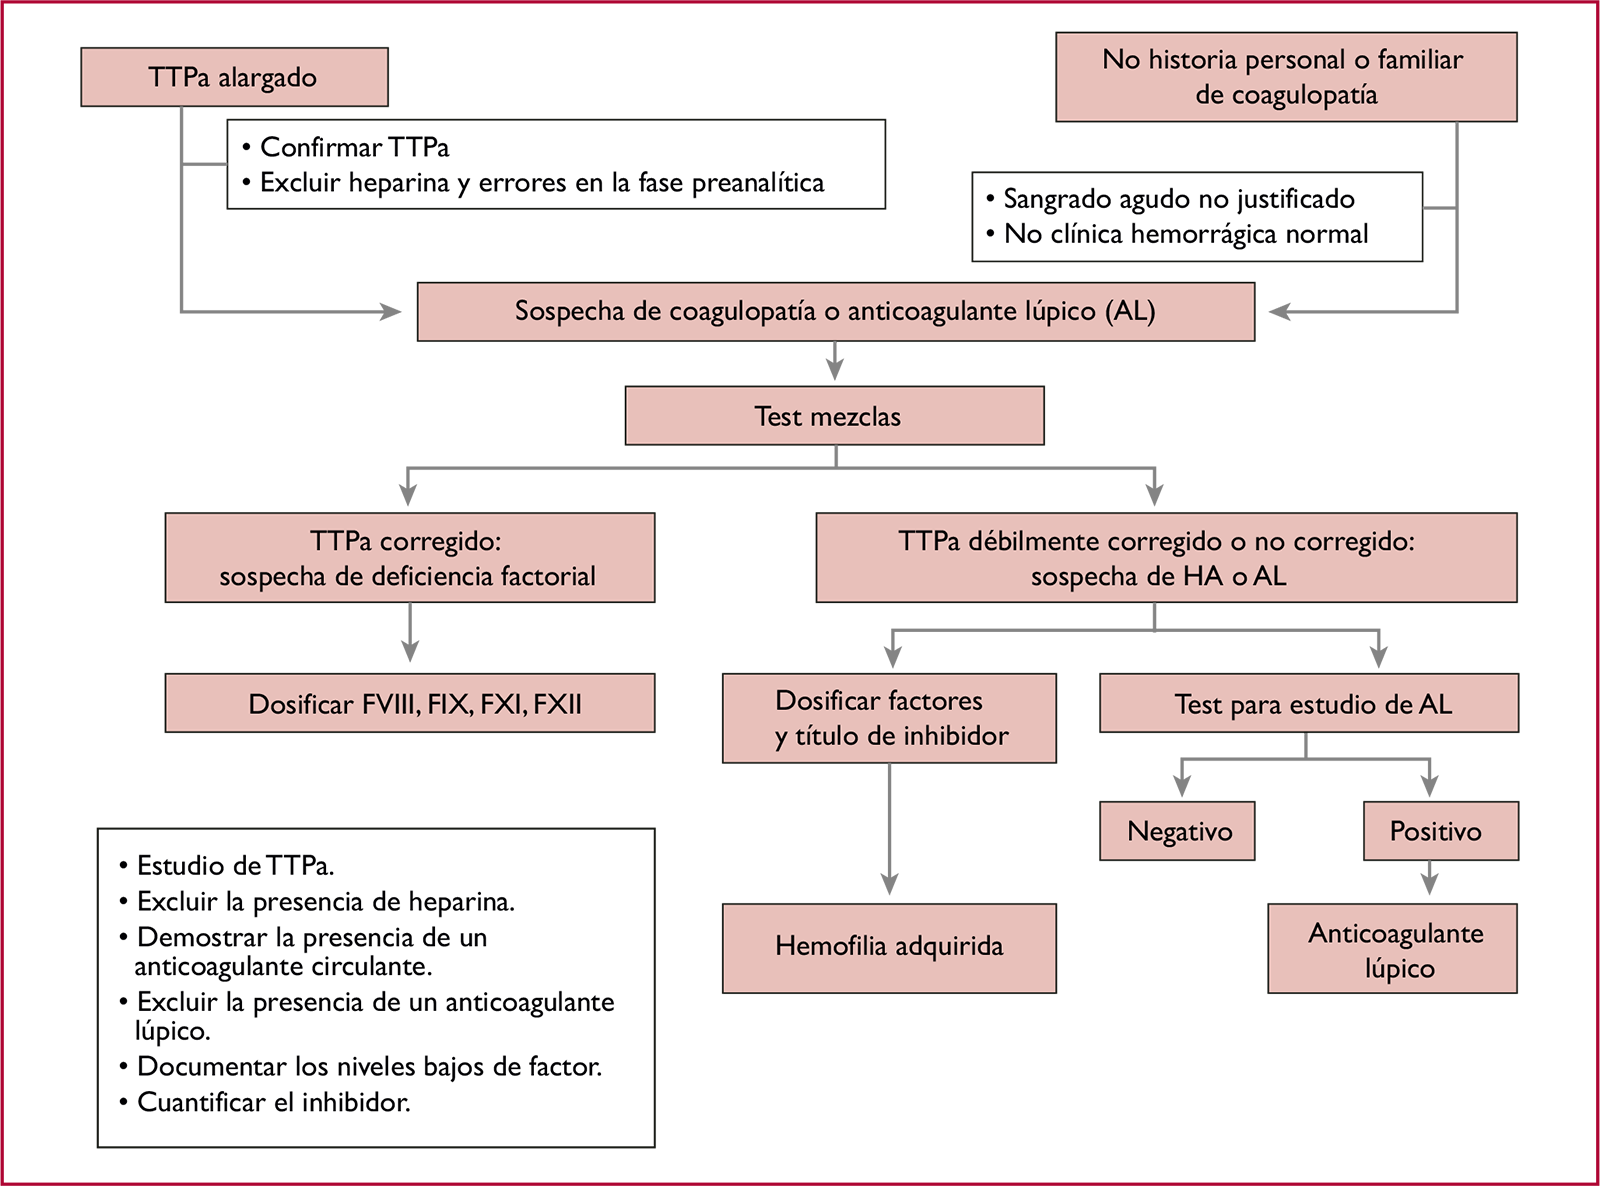 TTPa alargado
No historia personal o familiar
de coagulopatía
• Confirmar TTPa
• Excluir heparina y errores en la fase preanalítica
• Sangrado agudo no justificado
• No clínica hemorrágica normal
Sospecha de coagulopatía o anticoagulante lúpico (AL)
Test mezclas
TTPa corregido:
sospecha de deficiencia factorial
TTPa débilmente corregido o no corregido:
sospecha de HA o AL
Dosificar FVIII, FIX, FXI, FXII
Dosificar factores
y título de inhibidor
Test para estudio de AL
Negativo
Positivo
Hemofilia adquirida
Anticoagulante
lúpico
• Estudio de TTPa.
• Excluir la presencia de heparina.
• Demostrar la presencia de un
anticoagulante circulante.
• Excluir la presencia de un anticoagulante
lúpico.
• Documentar los niveles bajos de factor.
• Cuantificar el inhibidor.